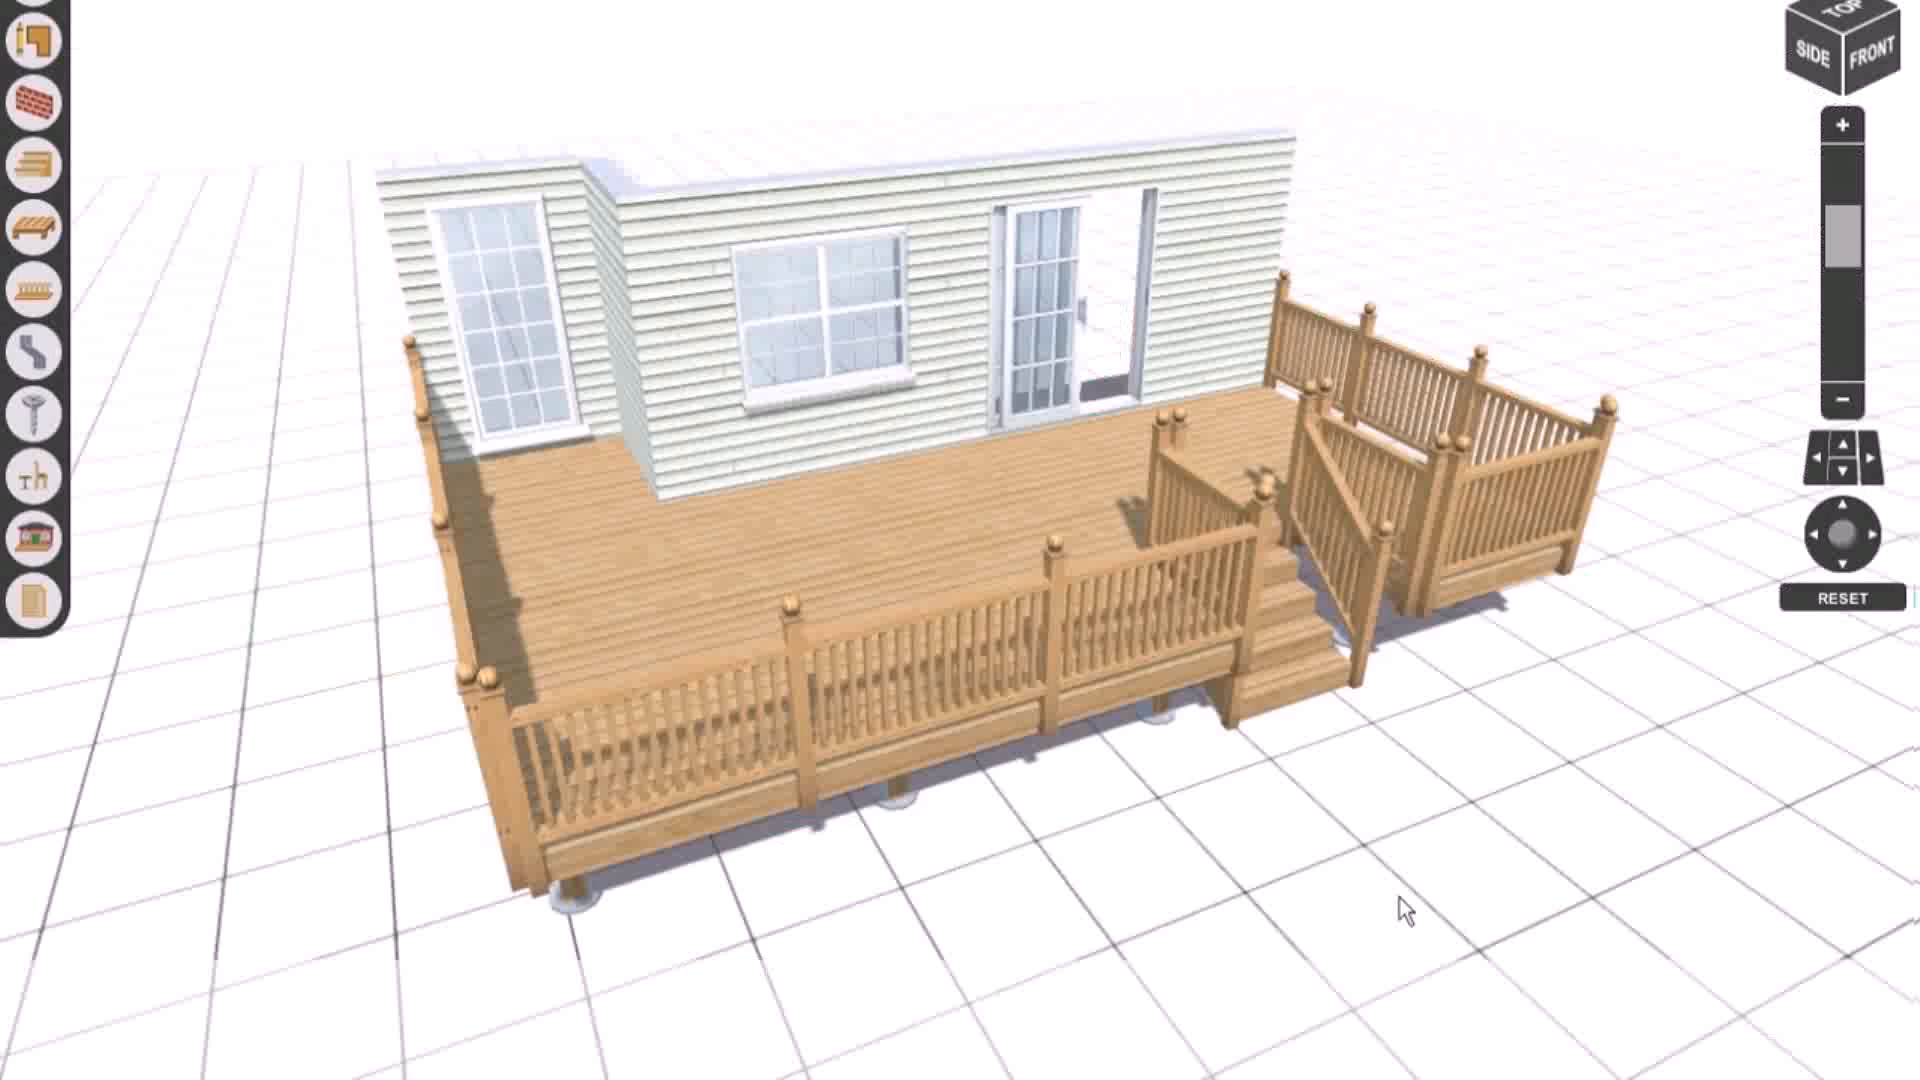 TOP
SIDE
FRONT
+
−
RESET